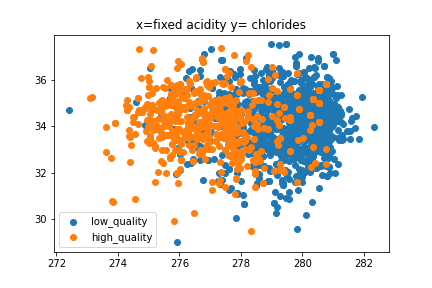 x=fixed acidity y= chlorides
36
34
32
30
low_quality
high_quality
272 274 276 278 280 282